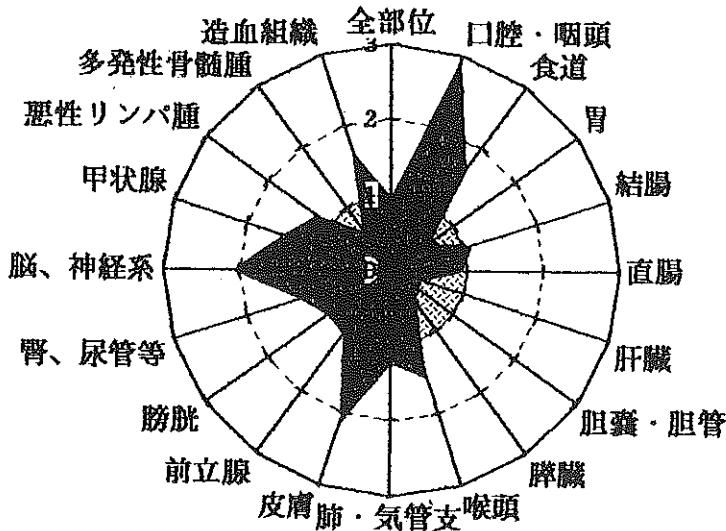 全部位
3
口腔・咽頭
造血組織
食道
多発性骨髄腫
胃
悪性リンパ腫
2
結腸
甲状腺
1
直腸
脳、神経系
0
肝臓
腎、尿管等
胆嚢・胆管
膀胱
膵臓
前立腺
喉頭
皮膚
肺・気管支